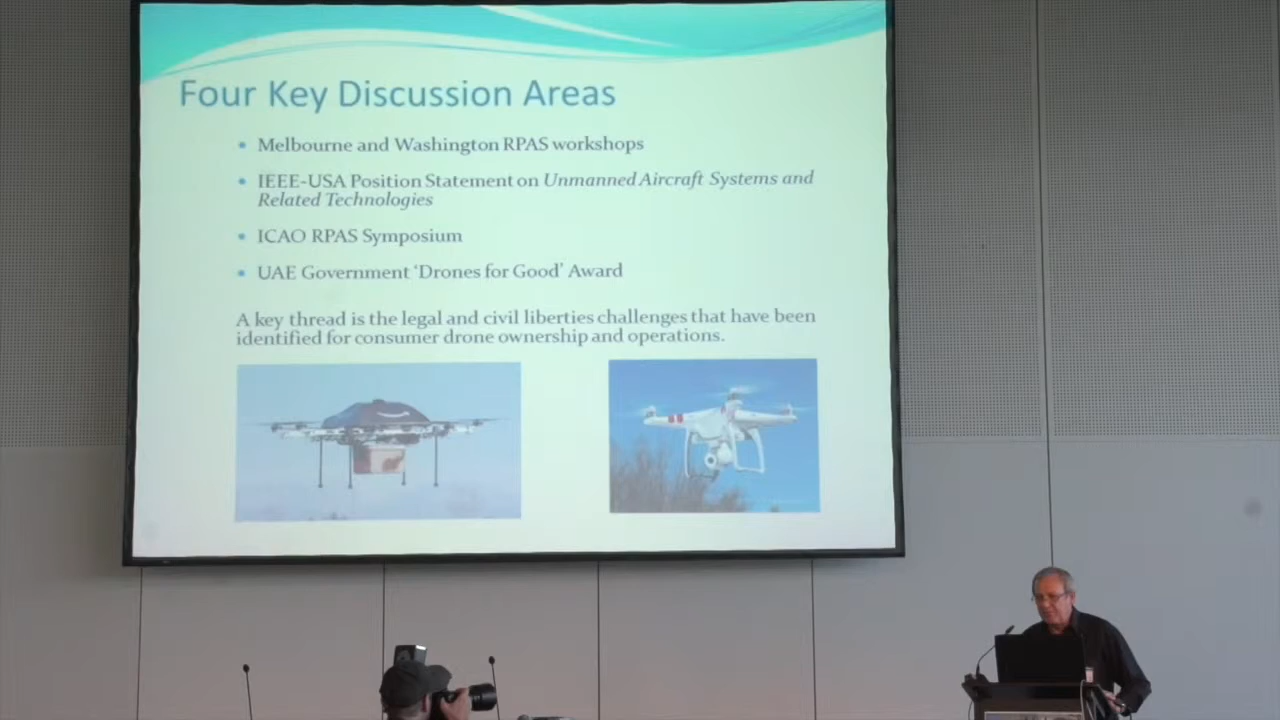 Four Key Discussion Areas
• Melbourne and Washington RPAS workshops
• IEEE-USA Position Statement on Unmanned Aircraft Systems and
Related Technologies
• ICAO RPAS Symposium
• UAE Government ‘Drones for Good’ Award
A key thread is the legal and civil liberties challenges that have been
identified for consumer drone ownership and operations.